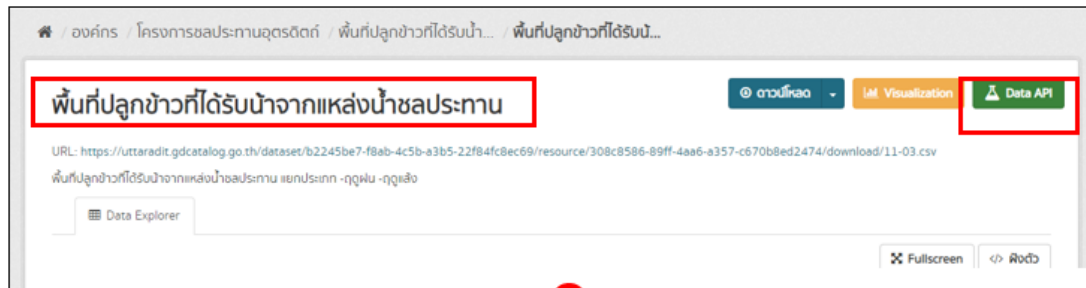 / องค์กร / โครงการชลประทานอุตรดิตถ์ / พื้นที่ปลูกข้าวที่ได้รับน้ำ... / พื้นที่ปลูกข้าวที่ได้รับน้...
พื้นที่ปลูกข้าวที่ได้รับน้ำจากแหล่งน้ำชลประทาน
ดาวน์โหลด Visualization Data API
URL: https://uttaradit.gdcatalog.go.th/dataset/b2245be7-f8ab-4c5b-a3b5-22f84fc8ec69/resource/308c8586-89ff-4aa6-a357-c670b8ed2474/download/11-03.csv
พื้นที่ปลูกข้าวที่ได้รับน้ำจากแหล่งน้ำชลประทาน แยกประเภท -ฤดูฝน -ฤดูแล้ง
Data Explorer
Fullscreen </> ฝังตัว